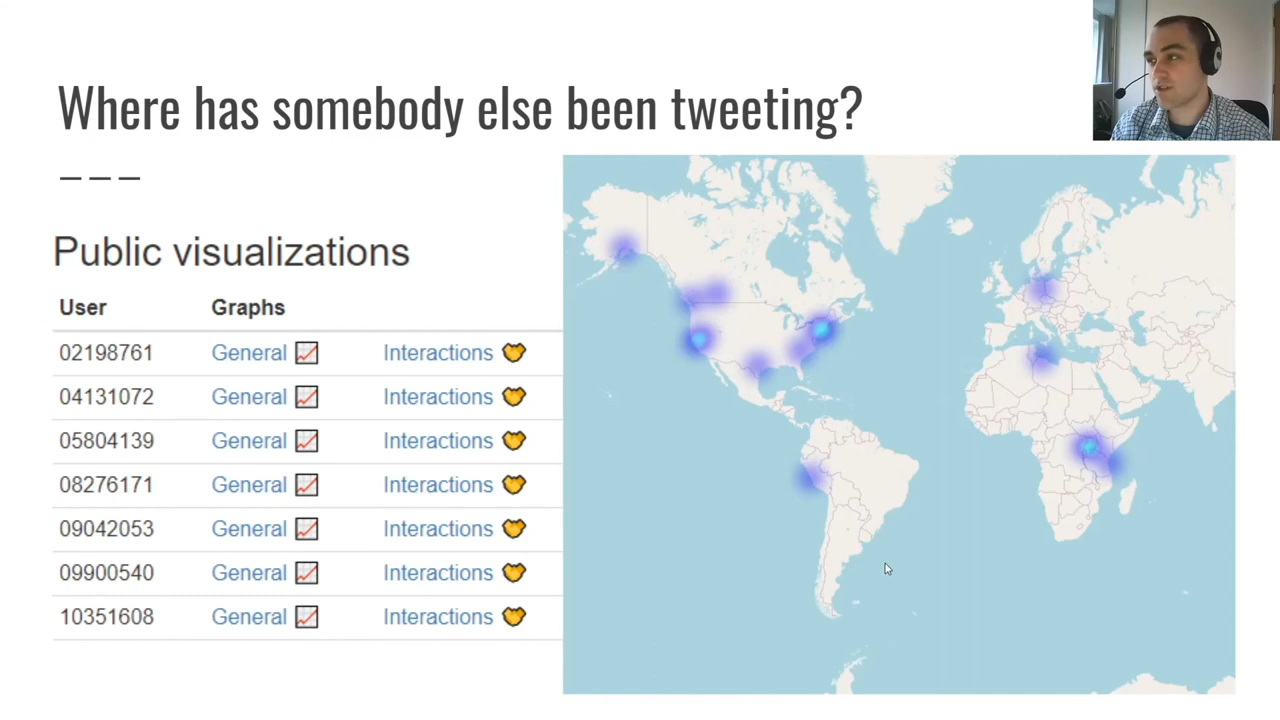 Where has somebody else been tweeting?
Public visualizations
User Graphs
02198761 General Interactions
04131072 General Interactions
05804139 General Interactions
08276171 General Interactions
09042053 General Interactions
09900540 General Interactions
10351608 General Interactions